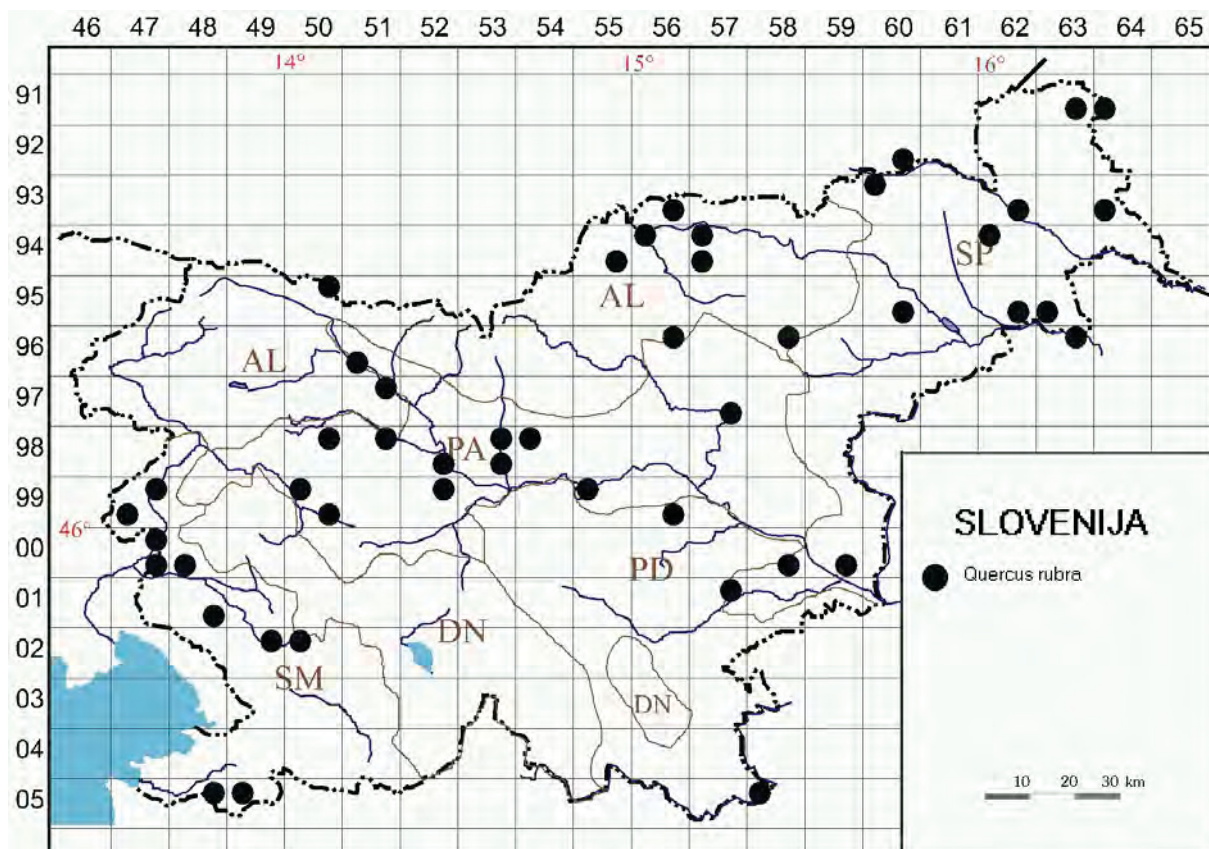 46 47 48 49 50 51 52 53 54 55 56 57 58 59 60 61 62 63 64 65
14° 15° 16°
91
92
93
94 SP
95 AL
96 AL
97
98 PA
99
46° SLOVENIJA
00 PD Quercus rubra
01
02 DN
SM
03 DN
04
10 20 30 km
05